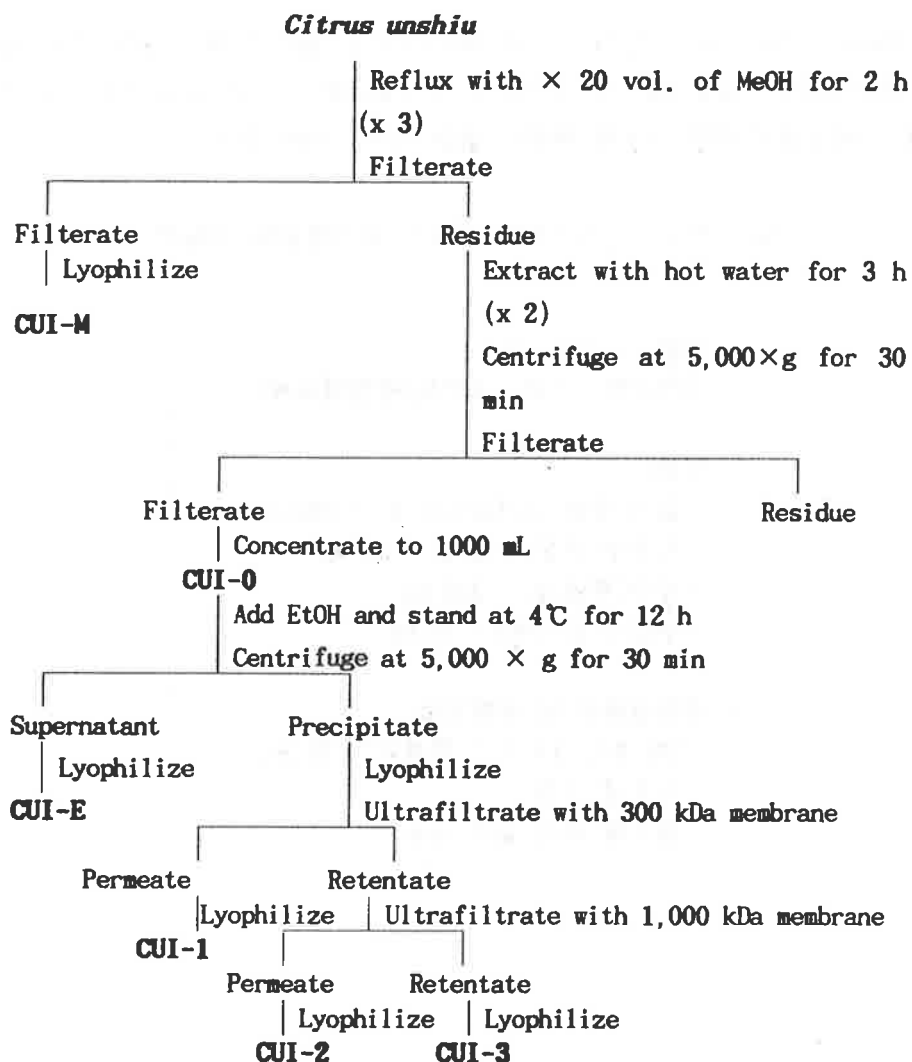 Citrus unshiu
Reflux with × 20 vol. of MeOH for 2 h
(x 3)
Filterate
Filterate
Residue
Lyophilize
Extract with hot water for 3 h
(x 2)
CUI-M
Centrifuge at 5,000×g for 30
min
Filterate
Filterate
Residue
Concentrate to 1000 mL
CUI-0
Add EtOH and stand at 4℃ for 12 h
Centrifuge at 5,000 × g for 30 min
Supernatant
Precipitate
Lyophilize
Lyophilize
CUI-E
Ultrafiltrate with 300 kDa membrane
Permeate
Retentate
Lyophilize
Ultrafiltrate with 1,000 kDa membrane
CUI-1
Permeate
Retentate
Lyophilize
Lyophilize
CUI-2
CUI-3